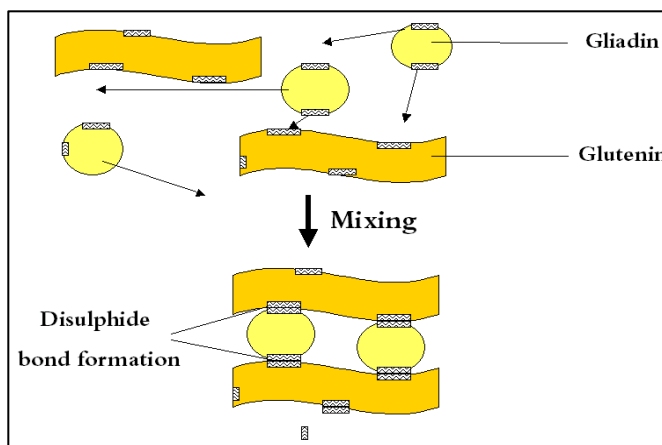 Gliadin
Glutenin
Mixing
Disulphide
bond formation